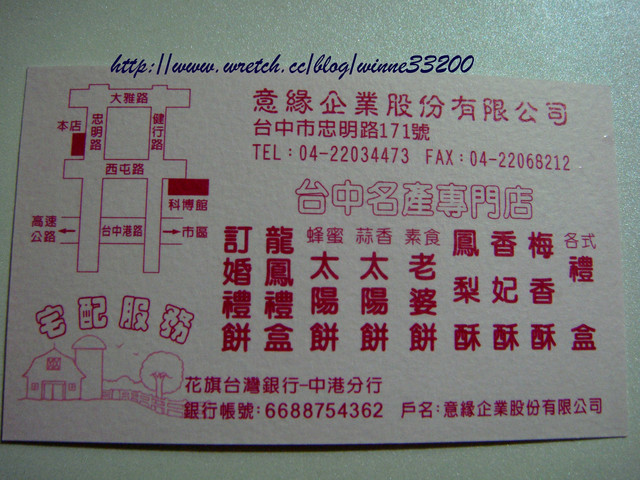 http://www.wretch.cc/blog/winne33200
意緣企業股份有限公司
台中市忠明路171號
TEL：04-22034473 FAX：04-22068212
大雅路
本店
忠明路
健行路
西屯路
科博館
高速公路
台中港路
市區
台中名產專門店
訂婚禮餅
龍鳳禮盒
蜂蜜太陽餅
蒜香太陽餅
素食老婆餅
鳳梨酥
香妃酥
梅香酥
各式禮盒
宅配服務
花旗台灣銀行-中港分行
銀行帳號：6688754362 戶名：意緣企業股份有限公司